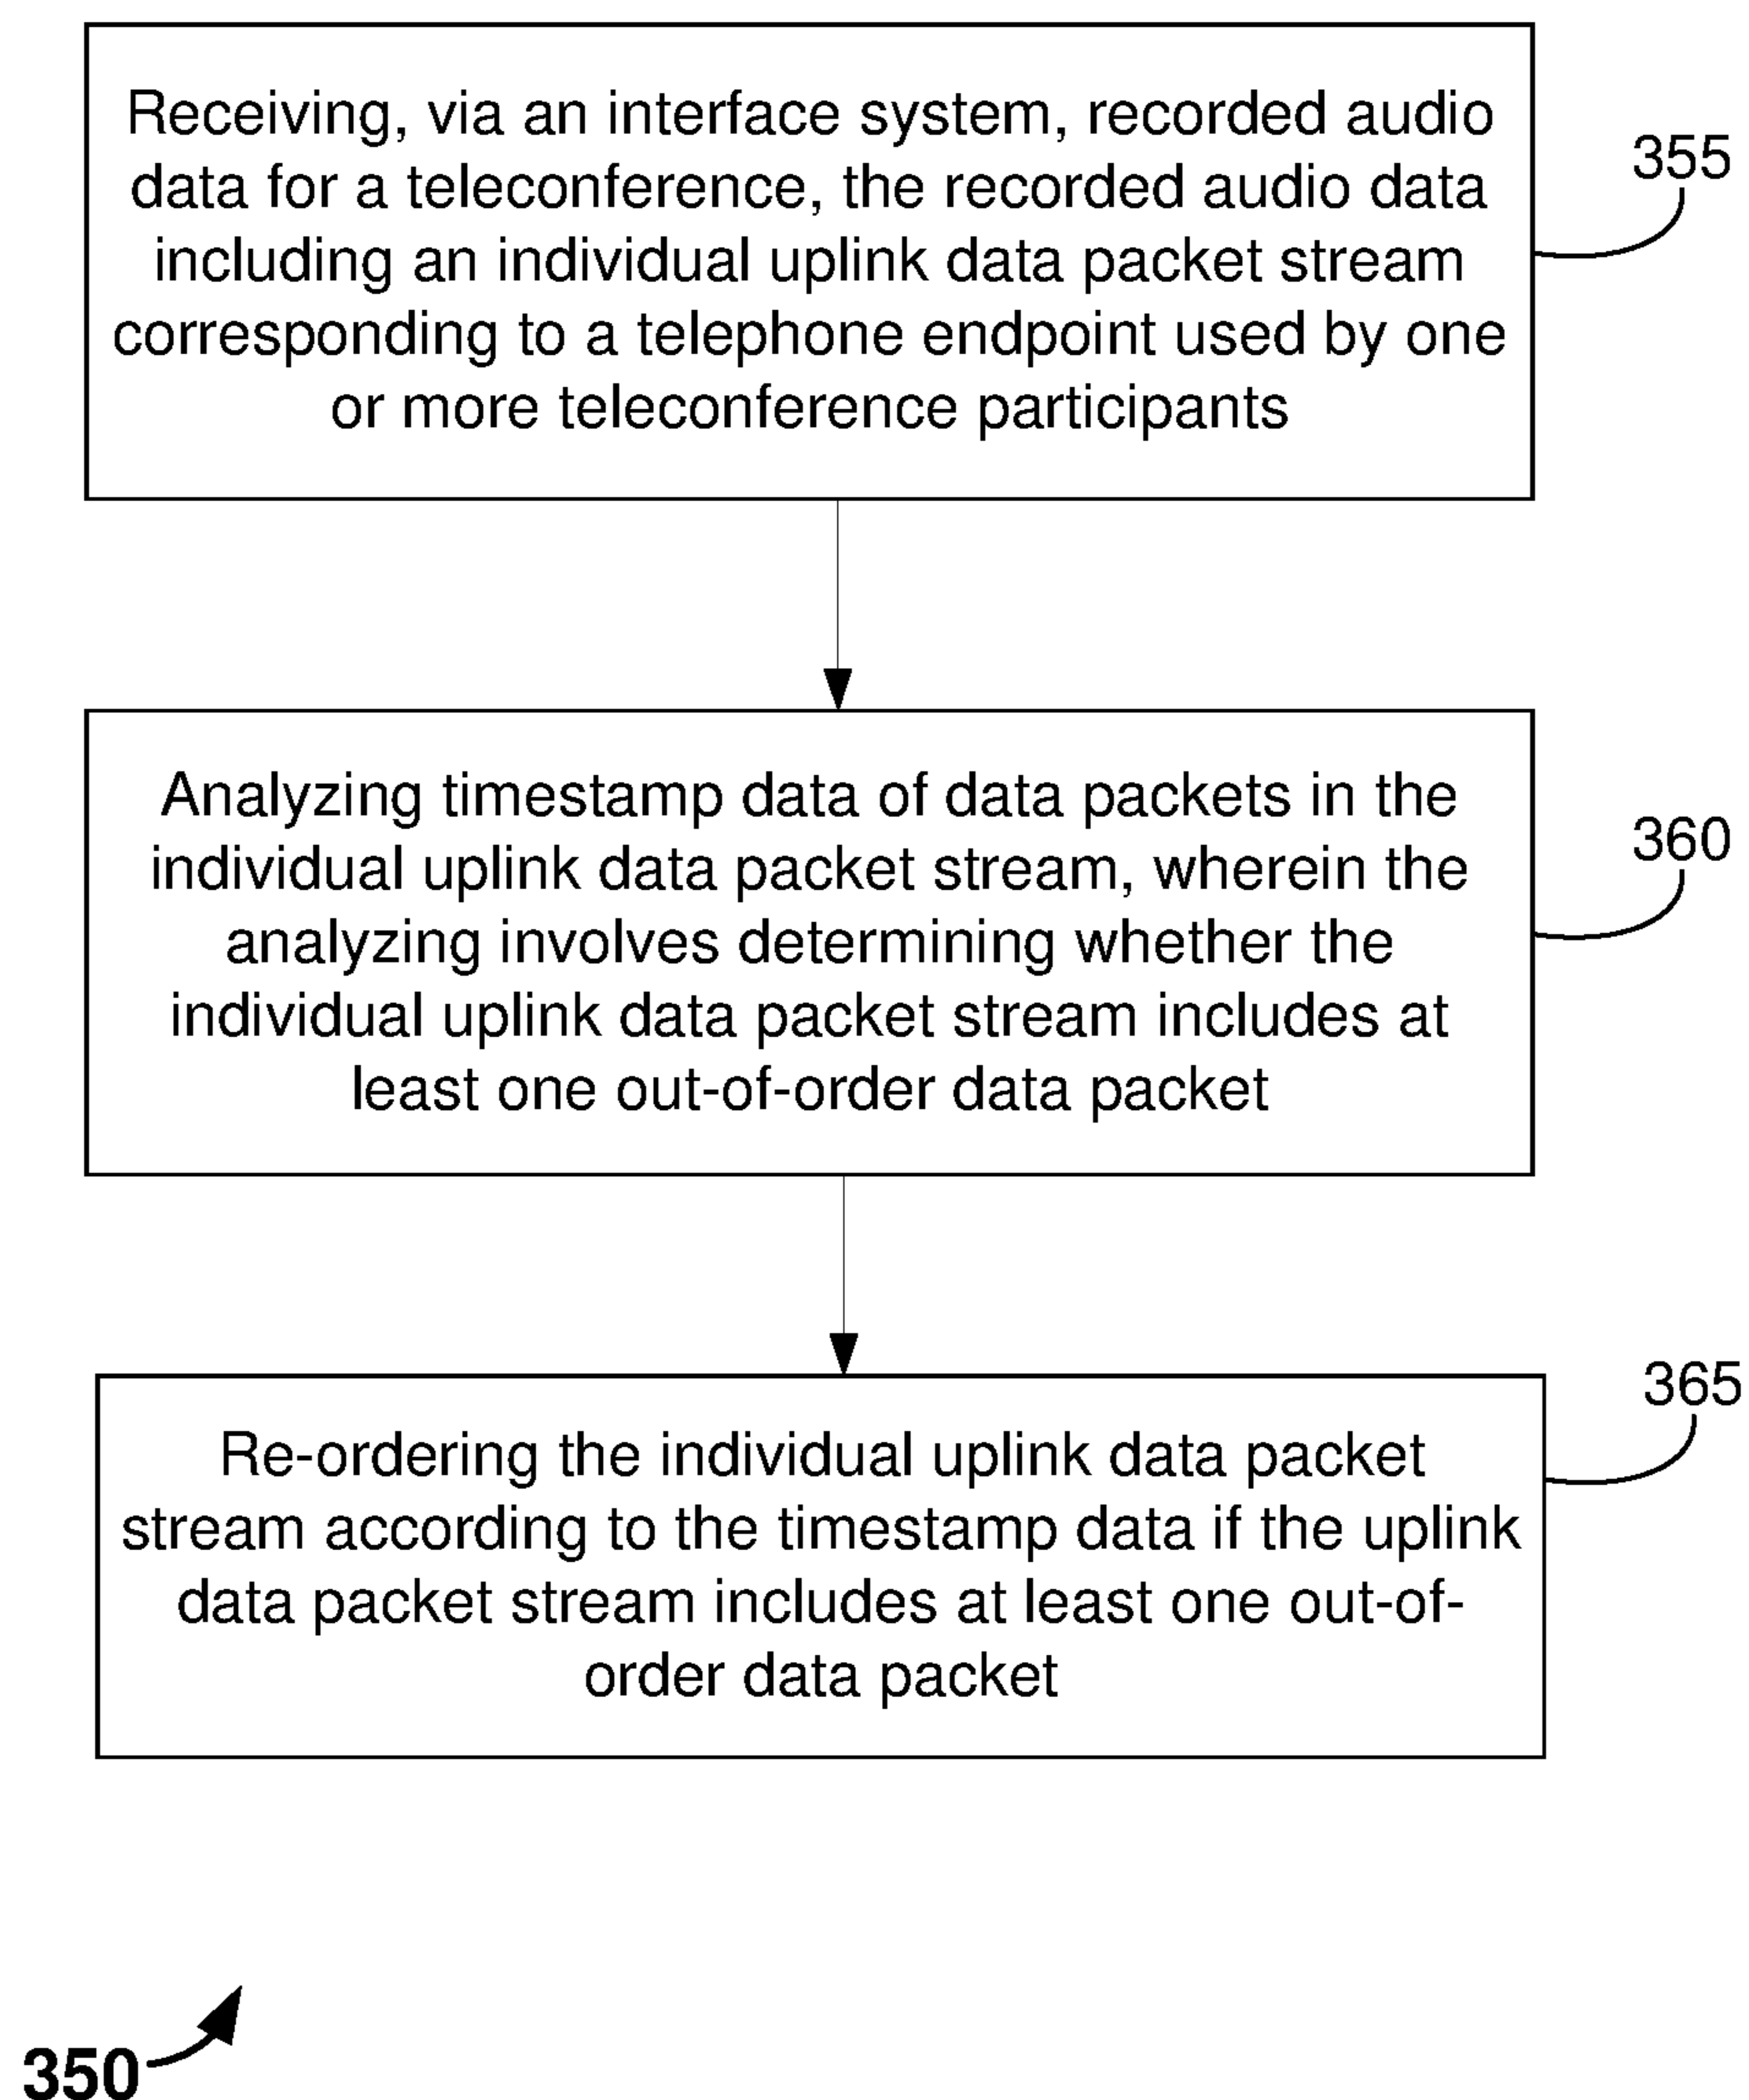 Receiving, via an interface system, recorded audio
data for a teleconference, the recorded audio data
including an individual uplink data packet stream
corresponding to a telephone endpoint used by one
or more teleconference participants
355
Analyzing timestamp data of data packets in the
individual uplink data packet stream, wherein the
analyzing involves determining whether the
individual uplink data packet stream includes at
least one out-of-order data packet
360
Re-ordering the individual uplink data packet
stream according to the timestamp data if the uplink
data packet stream includes at least one out-of-
order data packet
365
350